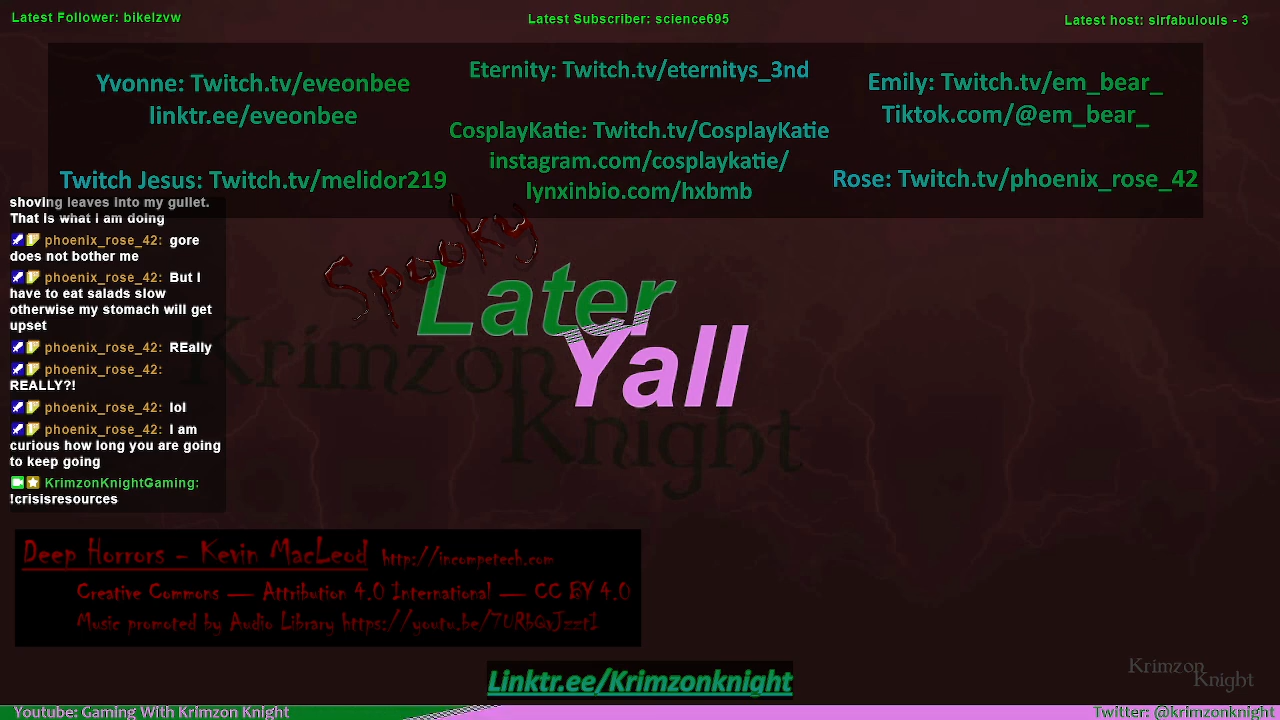 Latest Follower: bikelzvw
Latest Subscriber: science695
Latest host: sirfabulouis - 3
Yvonne: Twitch.tv/eveonbee
linktr.ee/eveonbee
Eternity: Twitch.tv/eternitys_3nd
Emily: Twitch.tv/em_bear_
Tiktok.com/@em_bear_
CosplayKatie: Twitch.tv/CosplayKatie
instagram.com/cosplaykatie/
lynxinbio.com/hxbmb
Twitch Jesus: Twitch.tv/melidor219
Rose: Twitch.tv/phoenix_rose_42
shoving leaves into my gullet.
That is what i am doing
phoenix_rose_42: gore
does not bother me
phoenix_rose_42: But I
have to eat salads slow
otherwise my stomach will get
upset
phoenix_rose_42: REally
phoenix_rose_42:
REALLY?!
phoenix_rose_42: lol
phoenix_rose_42: I am
curious how long you are going
to keep going
KrimzonKnightGaming:
!crisisresources
Spooky
Later
Yall
Krimzon
Knight
Deep Horrors – Kevin MacLeod http://incompetech.com
Creative Commons — Attribution 4.0 International — CC BY 4.0
Music promoted by Audio Library https://youtu.be/7URbQvJzzt1
Linktr.ee/Krimzonknight
Krimzon
Knight
Youtube: Gaming With Krimzon Knight
Twitter: @krimzonknight